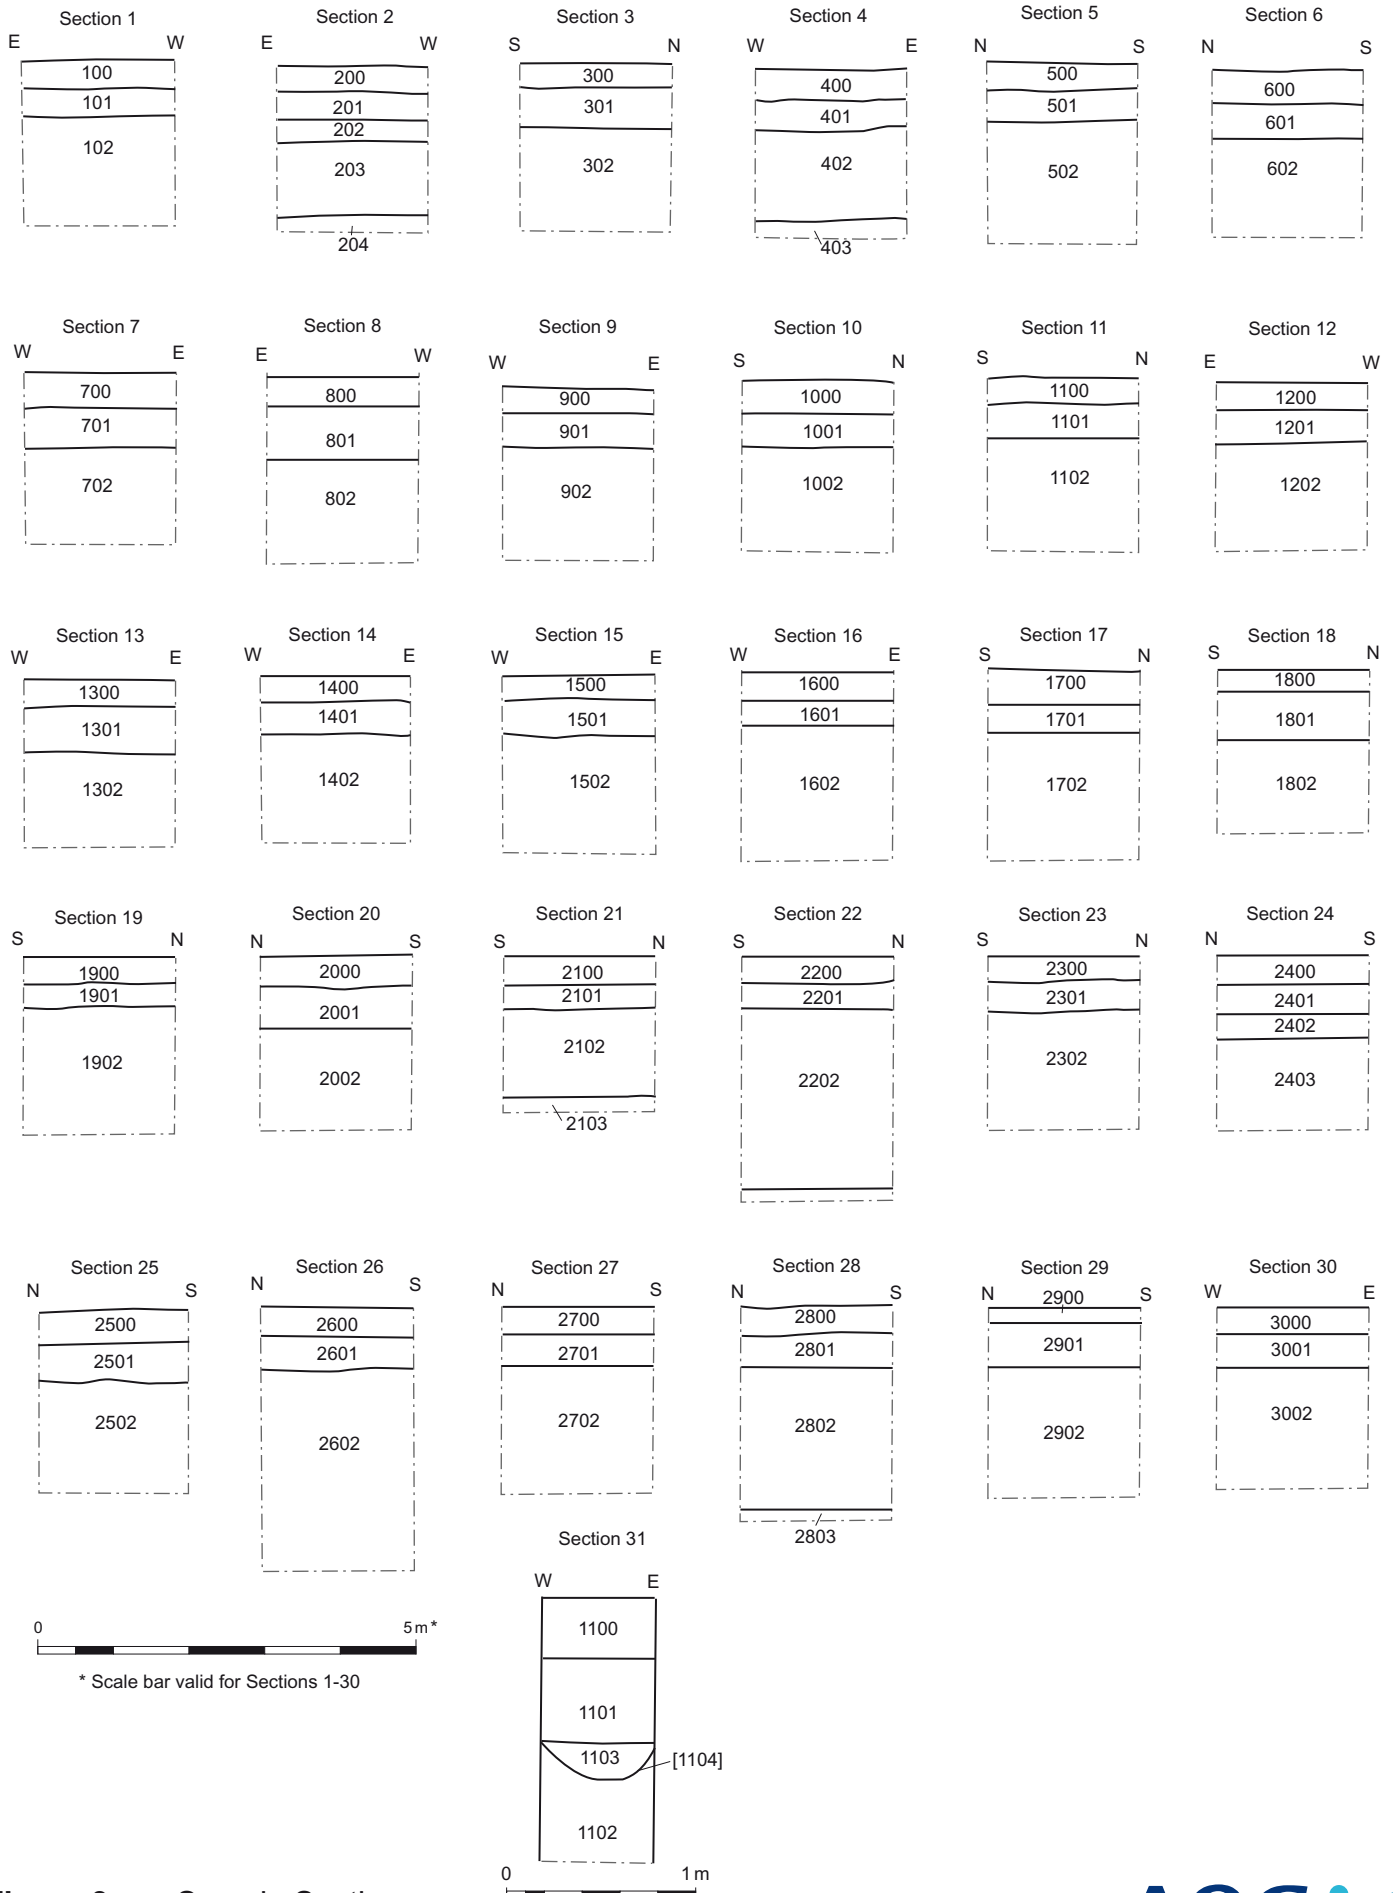 Section 1 Section 2 Section 3 Section 4 Section 5 Section 6
E W E W S N W E N S N S
100 200 300 400 500 600
101 201 301 401 501 601
102 202 302 402 502 602
203
204 403
Section 7 Section 8 Section 9 Section 10 Section 11 Section 12
W E E W W E S N S N E W
700 800 900 1000 1100 1200
701 801 901 1001 1101 1201
702 802 902 1002 1102 1202
Section 13 Section 14 Section 15 Section 16 Section 17 Section 18
W E W E W E W E S N S N
1300 1400 1500 1600 1700 1800
1301 1401 1501 1601 1701 1801
1302 1402 1502 1602 1702 1802
Section 19 Section 20 Section 21 Section 22 Section 23 Section 24
S N N S S N S N S N N S
1900 2000 2100 2200 2300 2400
1901 2001 2101 2201 2301 2401
2402
1902 2002 2102 2202 2302 2403
2103
Section 25 Section 26 Section 27 Section 28 Section 29 Section 30
N S N S N S N S N S W E
2500 2600 2700 2800 2900 3000
2501 2601 2701 2801 2901 3001
2502 2602 2702 2802 2902 3002
2803
Section 31
W E
1100
1101
1103 [1104]
1102
0 5 m *
* Scale bar valid for Sections 1-30
0 1 m